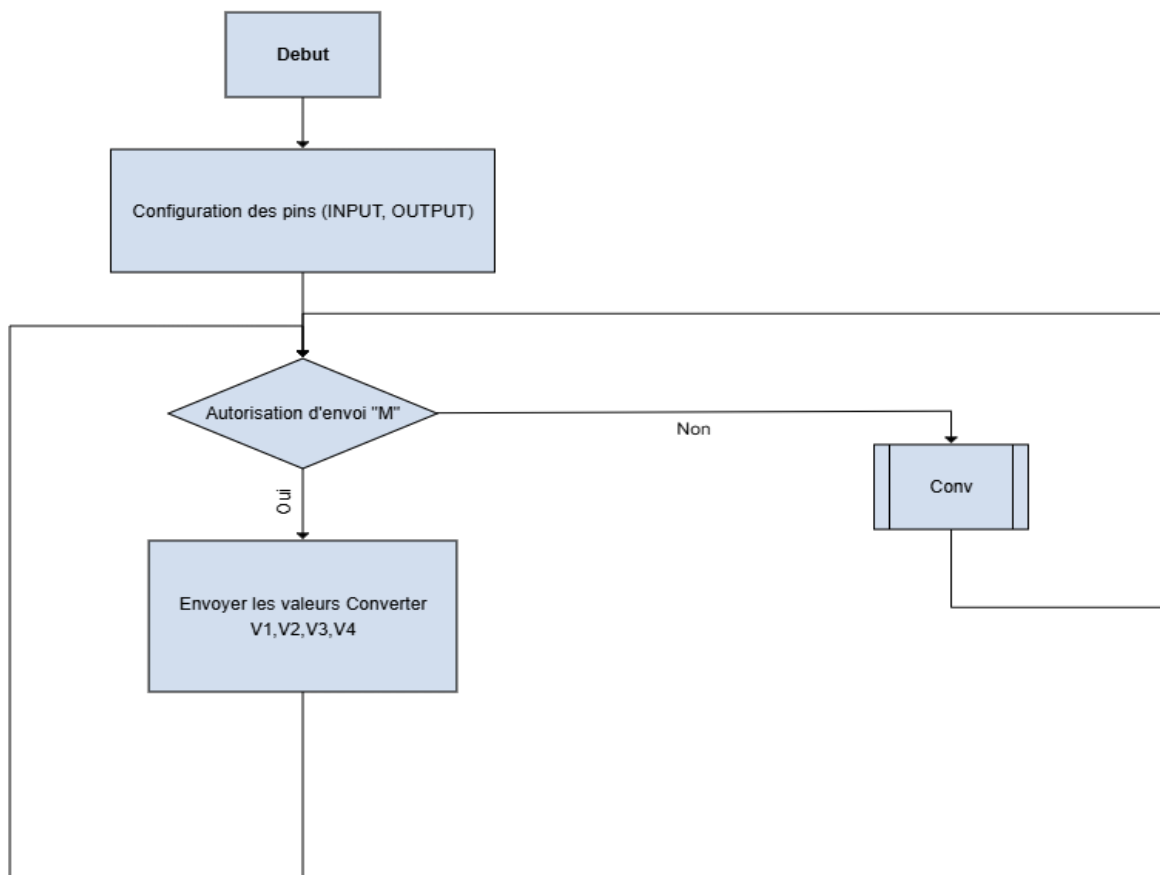 Debut
Configuration des pins (INPUT, OUTPUT)
Autorisation d'envoi "M"
Non
Conv
Oui
Envoyer les valeurs Converter
V1,V2,V3,V4